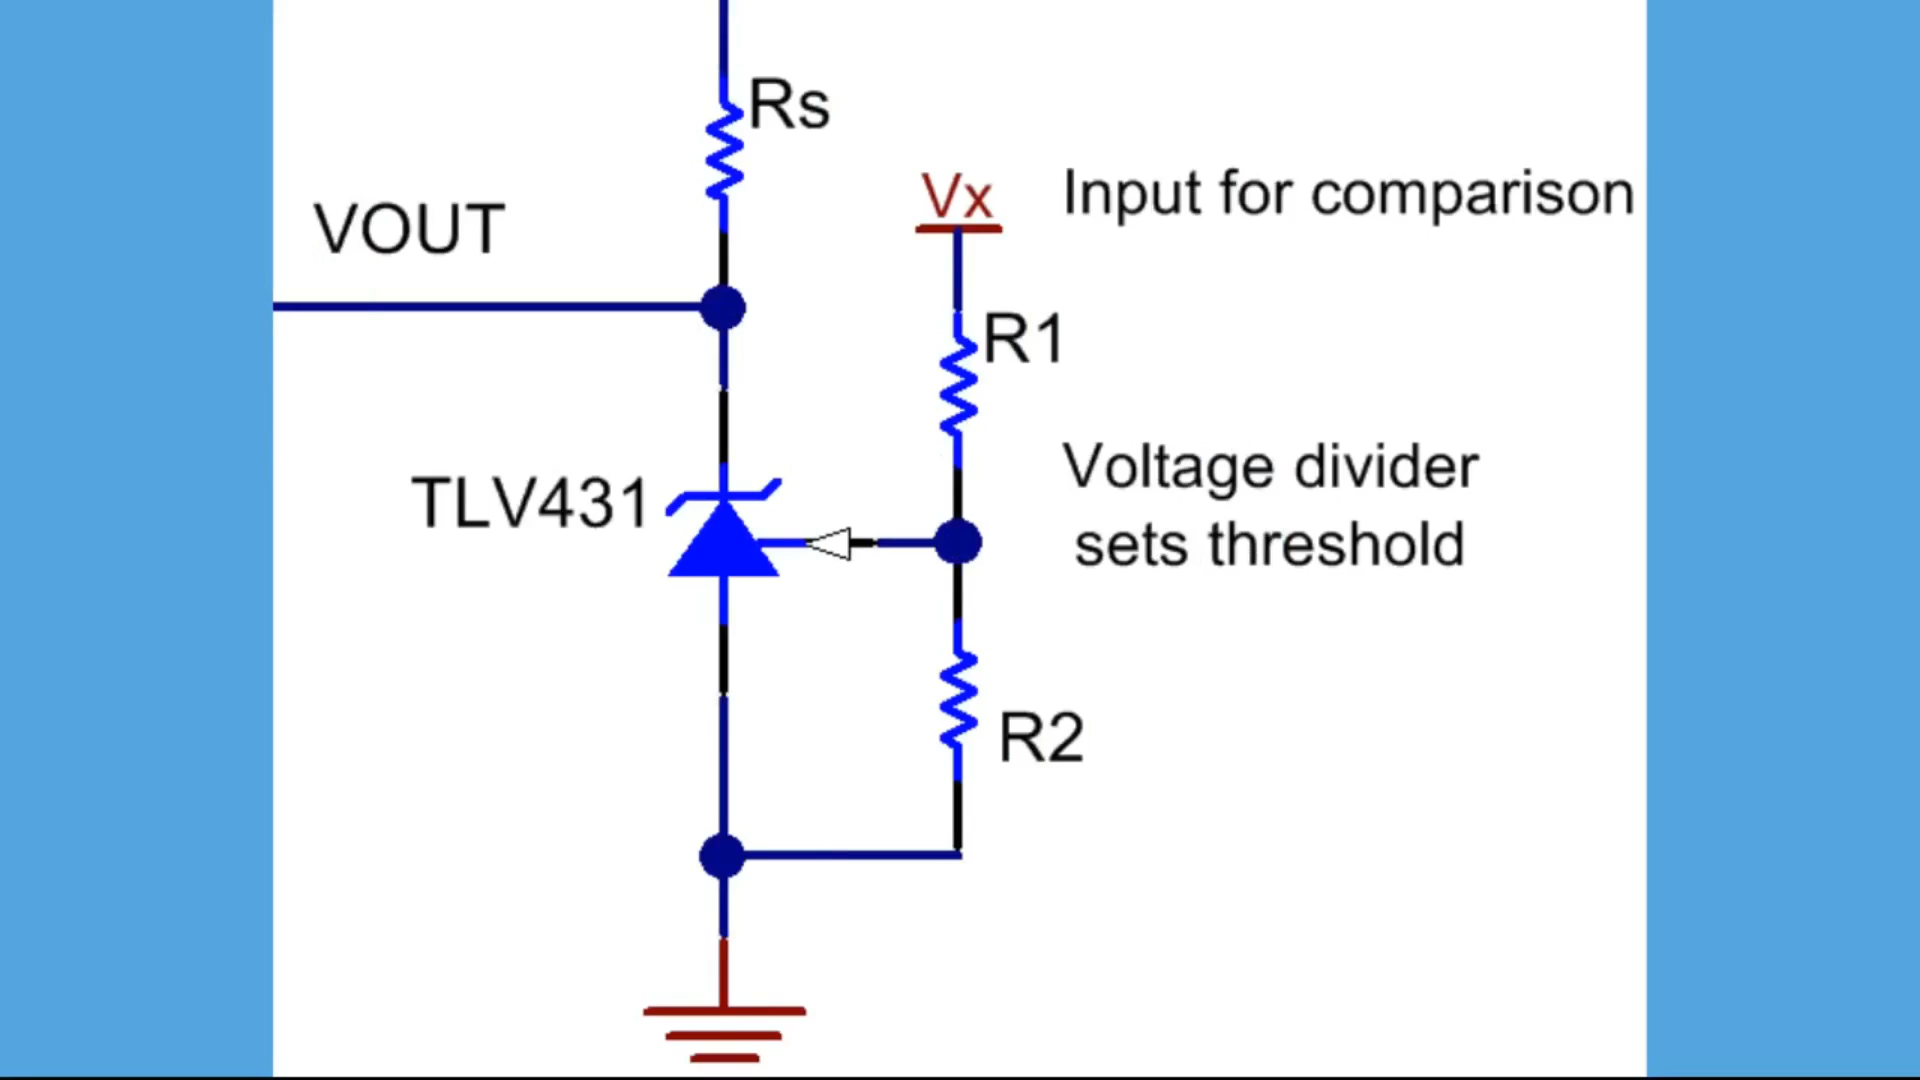 Rs
Vx
Input for comparison
VOUT
R1
Voltage divider
sets threshold
TLV431
R2